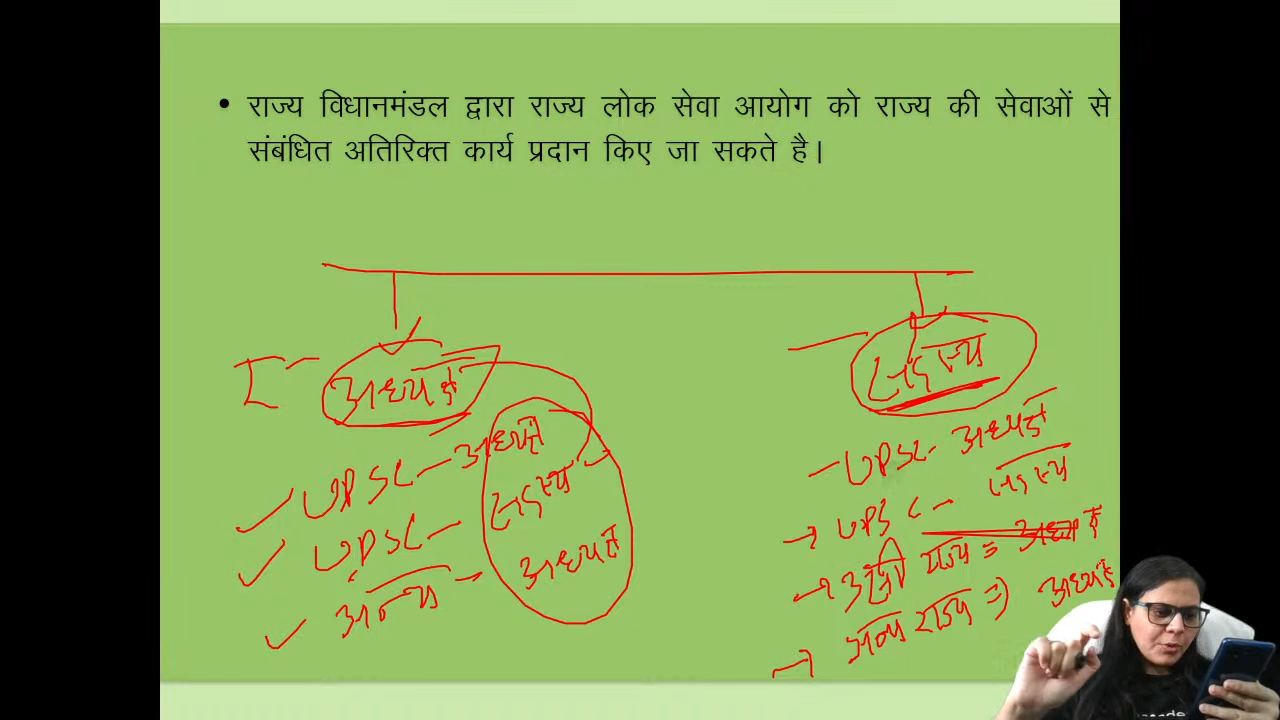 • राज्य विधानमंडल द्वारा राज्य लोक सेवा आयोग को राज्य की सेवाओं से
संबंधित अतिरिक्त कार्य प्रदान किए जा सकते है।
अध्यक्ष
UPSC - अध्यक्ष
UPSC - सदस्य
अन्य - अध्यक्ष
सदस्य
- UPSC - अध्यक्ष
→ UPSC - सदस्य
→ उसी राज्य = अध्यक्ष
→ अन्य राज्य => अध्यक्ष